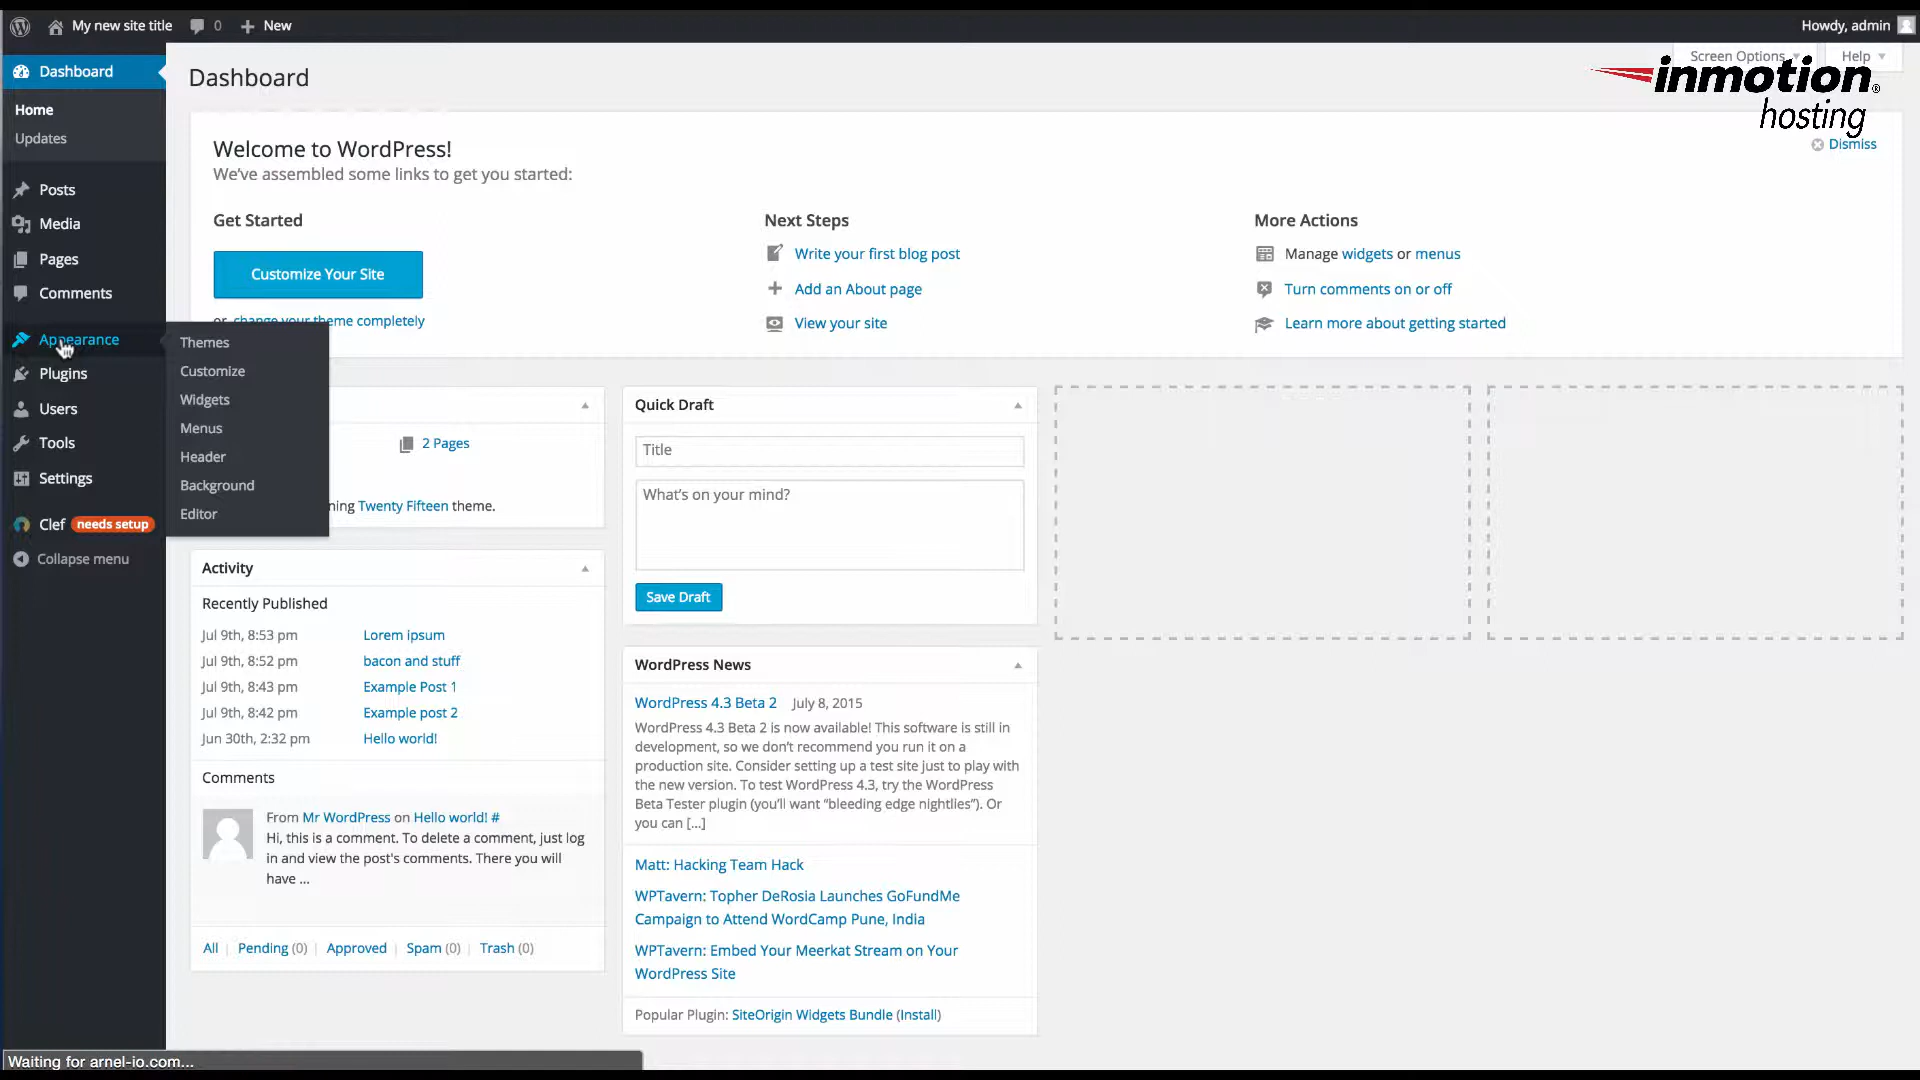 My new site title
0
New
Howdy, admin
Dashboard
Home
Updates
Posts
Media
Pages
Comments
Appearance
Plugins
Users
Tools
Settings
Clef needs setup
Collapse menu
Themes
Customize
Widgets
Menus
Header
Background
Editor
Dashboard
Screen Options
Help
inmotion®
hosting
Welcome to WordPress!
We've assembled some links to get you started:
Dismiss
Get Started
Customize Your Site
or change your theme completely
Next Steps
Write your first blog post
Add an About page
View your site
More Actions
Manage widgets or menus
Turn comments on or off
Learn more about getting started
2 Pages
Twenty Fifteen theme.
Activity
Recently Published
Jul 9th, 8:53 pm Lorem ipsum
Jul 9th, 8:52 pm bacon and stuff
Jul 9th, 8:43 pm Example Post 1
Jul 9th, 8:42 pm Example post 2
Jun 30th, 2:32 pm Hello world!
Comments
From Mr WordPress on Hello world! #
Hi, this is a comment. To delete a comment, just log
in and view the post's comments. There you will
have ...
All | Pending (0) | Approved | Spam (0) | Trash (0)
Quick Draft
Title
What's on your mind?
Save Draft
WordPress News
WordPress 4.3 Beta 2 July 8, 2015
WordPress 4.3 Beta 2 is now available! This software is still in
development, so we don't recommend you run it on a
production site. Consider setting up a test site just to play with
the new version. To test WordPress 4.3, try the WordPress
Beta Tester plugin (you'll want "bleeding edge nightlies"). Or
you can [...]
Matt: Hacking Team Hack
WPTavern: Topher DeRosia Launches GoFundMe
Campaign to Attend WordCamp Pune, India
WPTavern: Embed Your Meerkat Stream on Your
WordPress Site
Popular Plugin: SiteOrigin Widgets Bundle (Install)
Waiting for arnel-io.com...